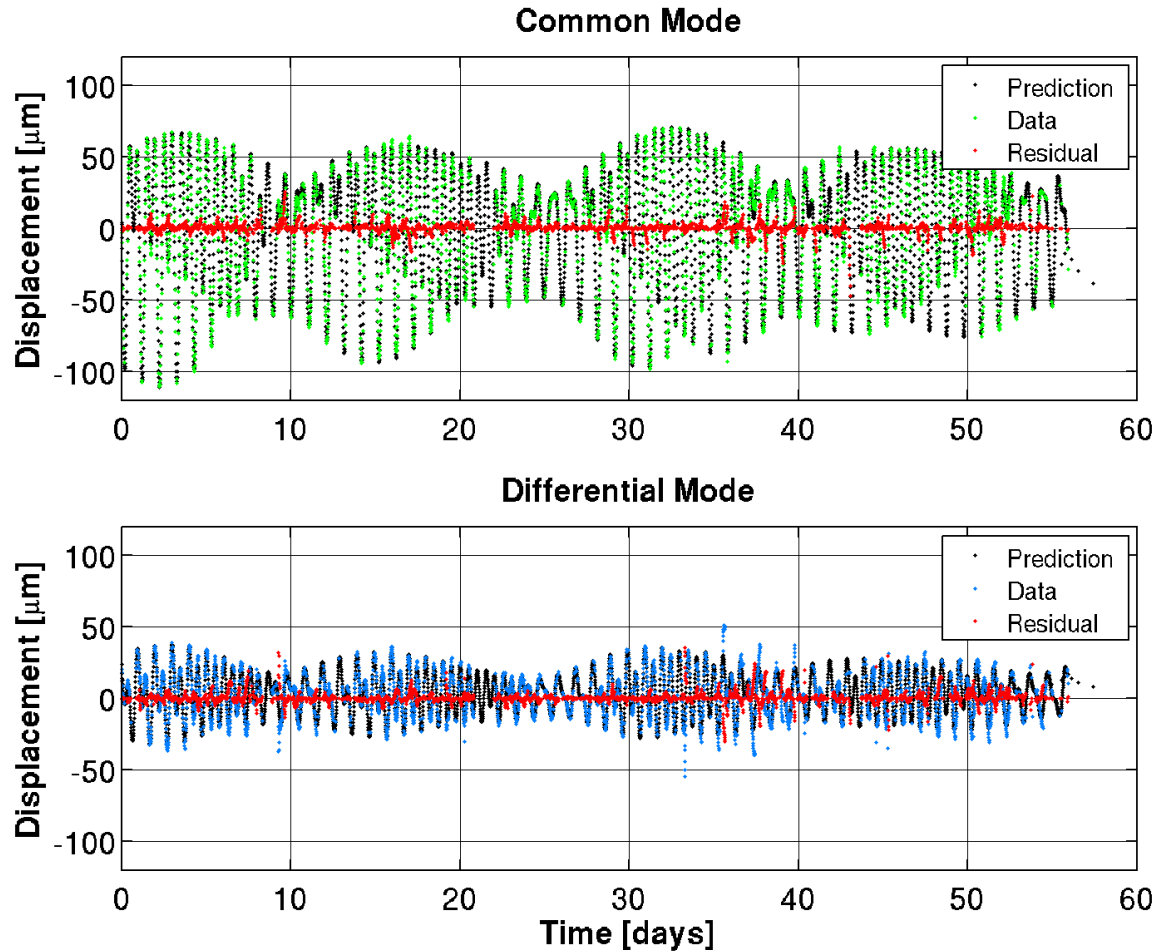 Common Mode
Displacement [μm]
100
50
0
-50
-100
Prediction
Data
Residual
0 10 20 30 40 50 60
Differential Mode
Displacement [μm]
100
50
0
-50
-100
Prediction
Data
Residual
0 10 20 30 40 50 60
Time [days]